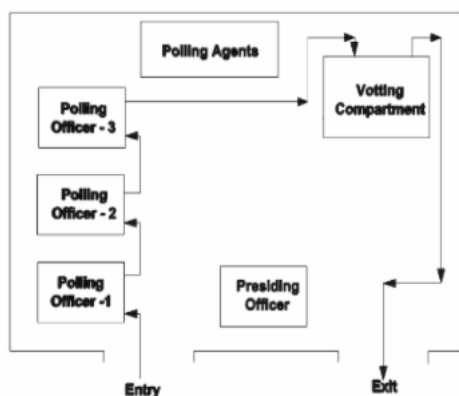 Polling Agents
Votting
Compartment
Polling
Officer - 3
Polling
Officer - 2
Polling
Officer -1
Presiding
Officer
Entry
Exit